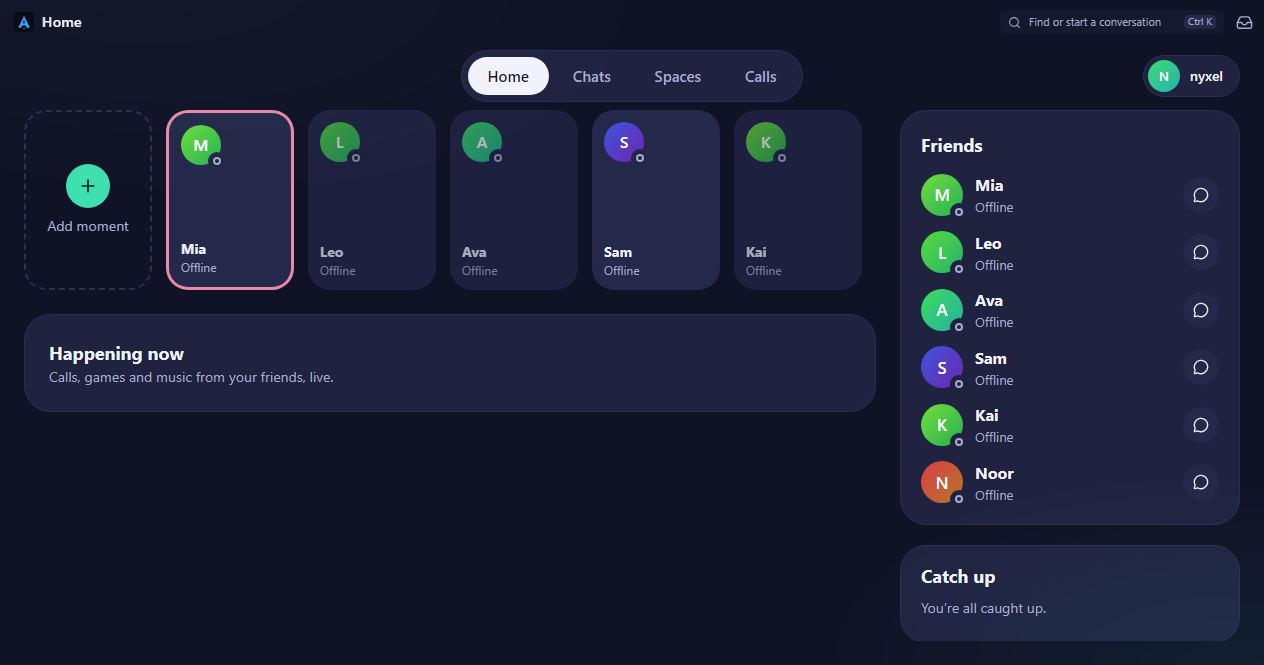 Home
Find or start a conversation Ctrl K
Home Chats Spaces Calls
N nyxel
Add moment
M
Mia
Offline
L
Leo
Offline
A
Ava
Offline
S
Sam
Offline
K
Kai
Offline
Happening now
Calls, games and music from your friends, live.
Friends
M
Mia
Offline
L
Leo
Offline
A
Ava
Offline
S
Sam
Offline
K
Kai
Offline
N
Noor
Offline
Catch up
You’re all caught up.